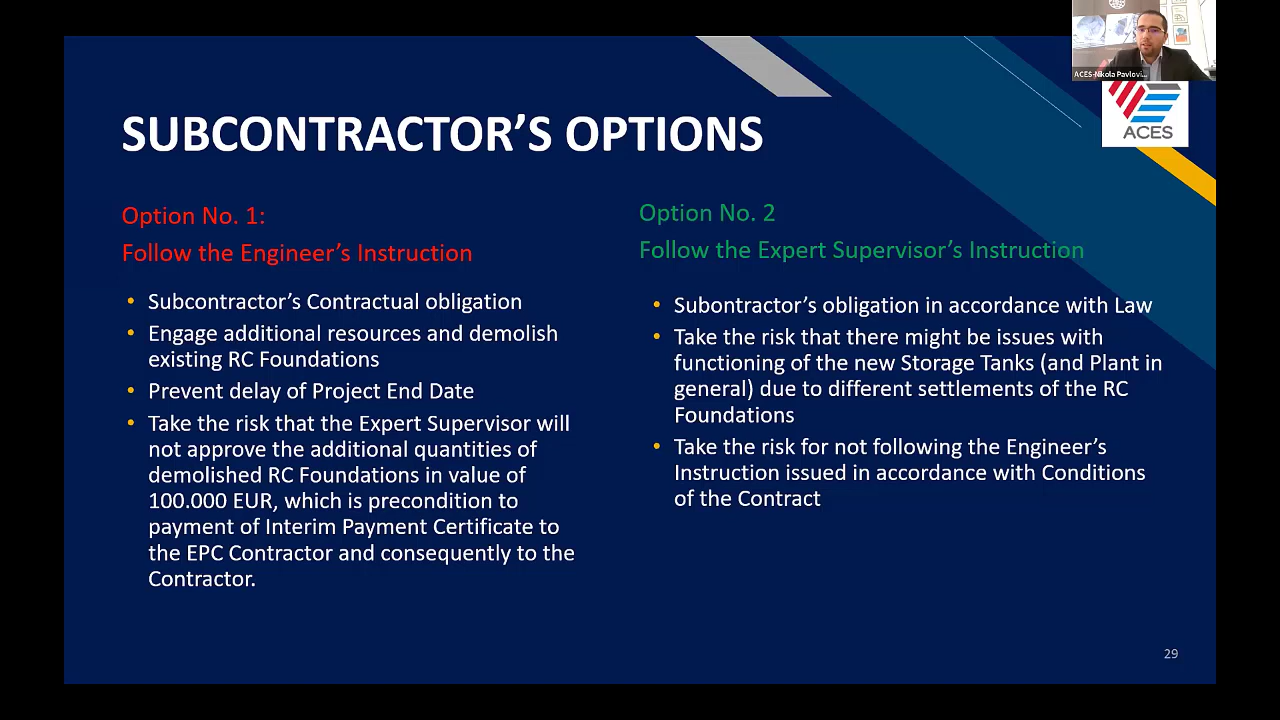 ACES-Nikola Pavlovi...
ACES
SUBCONTRACTOR'S OPTIONS
Option No. 1:
Follow the Engineer's Instruction
• Subcontractor's Contractual obligation
• Engage additional resources and demolish
existing RC Foundations
• Prevent delay of Project End Date
• Take the risk that the Expert Supervisor will
not approve the additional quantities of
demolished RC Foundations in value of
100.000 EUR, which is precondition to
payment of Interim Payment Certificate to
the EPC Contractor and consequently to the
Contractor.
Option No. 2
Follow the Expert Supervisor's Instruction
• Subontractor's obligation in accordance with Law
• Take the risk that there might be issues with
functioning of the new Storage Tanks (and Plant in
general) due to different settlements of the RC
Foundations
• Take the risk for not following the Engineer's
Instruction issued in accordance with Conditions
of the Contract
29